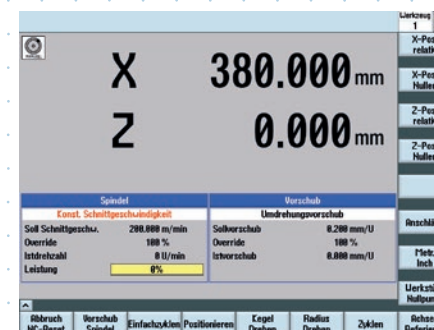 Werkzeug
1
X 380.000 mm
Z 0.000 mm
X-Pos
relati
X-Pos
Nullen
Z-Pos
relati
Z-Pos
Nullen
Anschlä
Metr.
Inch
Werkstü
Nullpun
Spindel
Konst. Schnittgeschwindigkeit
Soll Schnittgeschw. 200.000 m/min
Override 100 %
Istdrehzahl 0 U/min
Leistung 0%
Vorschub
Umdrehungsvorschub
Sollvorschub 0.200 mm/U
Override 100 %
Istvorschub 0.000 mm/U
Abbruch
NC-Reset
Vorschub
Spindel
Einfachzyklen
Positionieren
Kegel
Drehen
Radius
Drehen
Zyklen
Achse
Referen